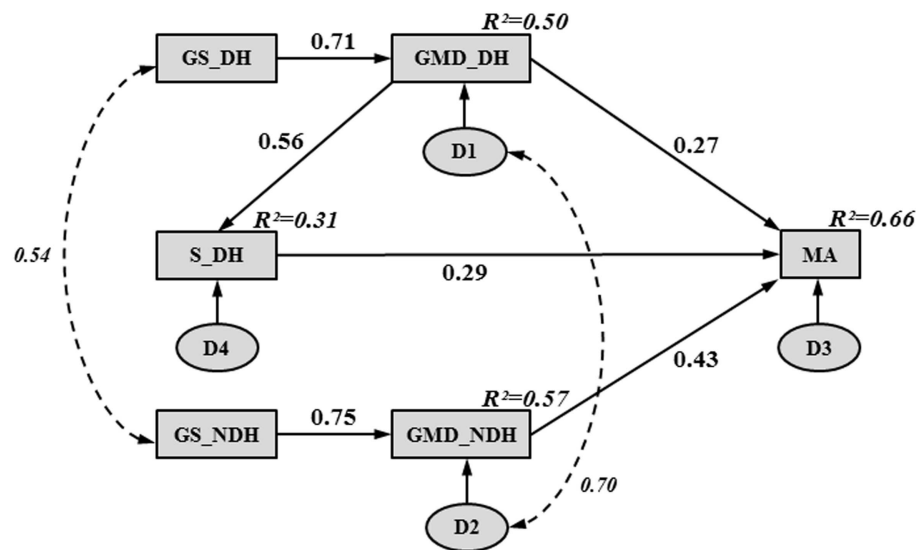 R²=0.50
GS_DH
0.71
GMD_DH
0.56
D1
0.27
R²=0.31
R²=0.66
0.54
S_DH
0.29
MA
D4
D3
0.43
R²=0.57
GS_NDH
0.75
GMD_NDH
0.70
D2